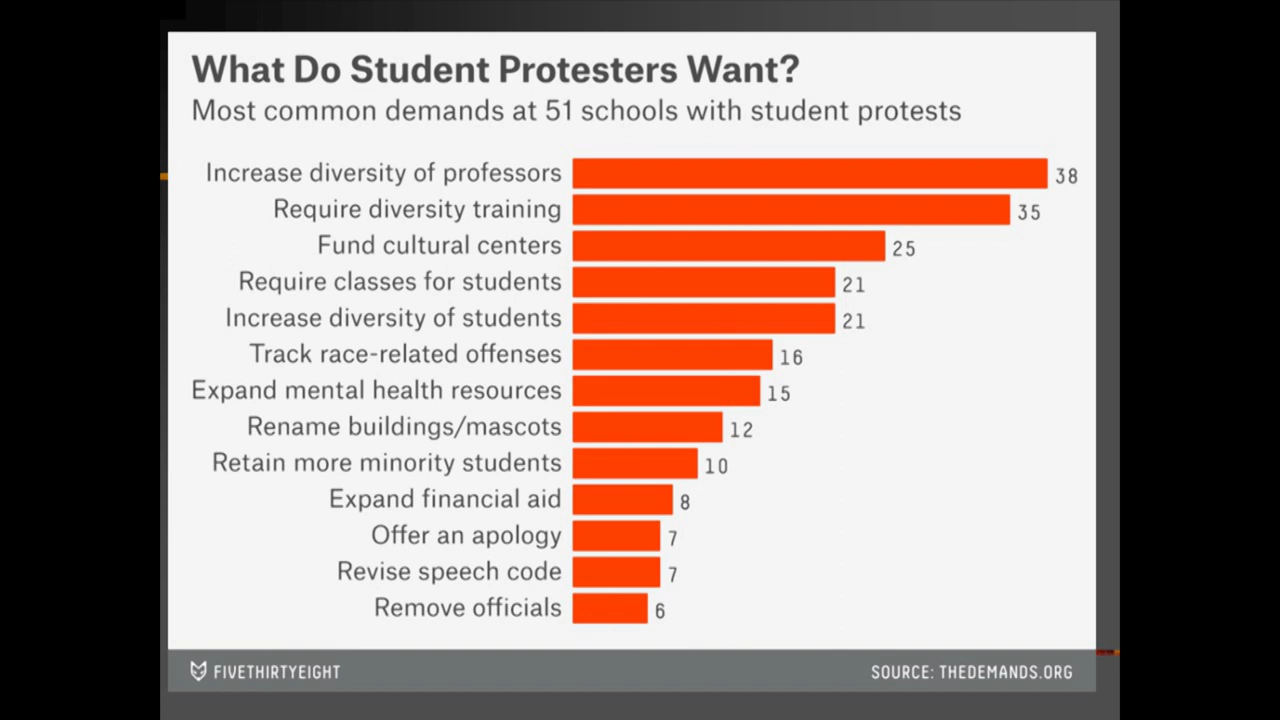 What Do Student Protesters Want?
Most common demands at 51 schools with student protests
Increase diversity of professors 38
Require diversity training 35
Fund cultural centers 25
Require classes for students 21
Increase diversity of students 21
Track race-related offenses 16
Expand mental health resources 15
Rename buildings/mascots 12
Retain more minority students 10
Expand financial aid 8
Offer an apology 7
Revise speech code 7
Remove officials 6
FIVETHIRTYEIGHT SOURCE: THEDEMANDS.ORG